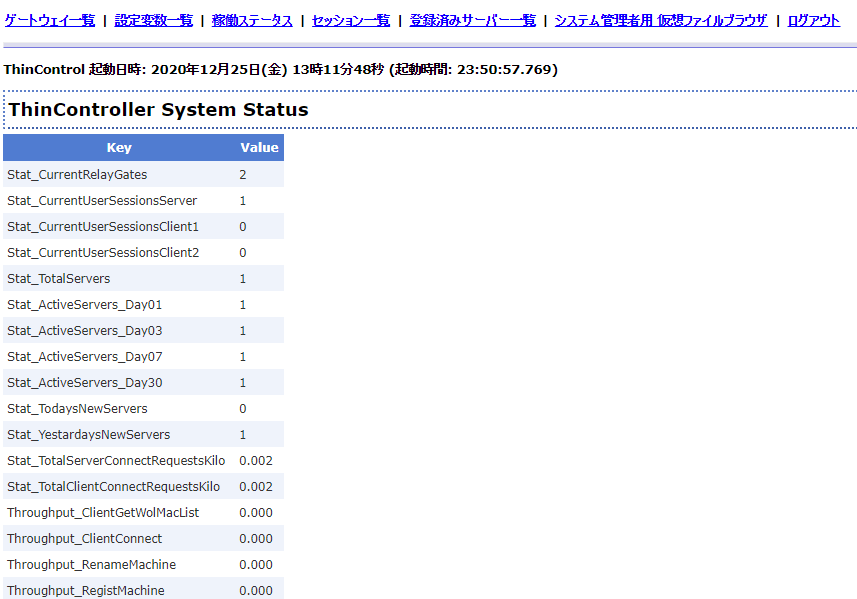 ゲートウェイ一覧 | 設定変数一覧 | 稼働ステータス | セッション一覧 | 登録済みサーバー一覧 | システム管理者用 仮想ファイルブラウザ | ログアウト
ThinControl 起動日時: 2020年12月25日(金) 13時11分48秒 (起動時間: 23:50:57.769)
ThinController System Status
Key Value
Stat_CurrentRelayGates 2
Stat_CurrentUserSessionsServer 1
Stat_CurrentUserSessionsClient1 0
Stat_CurrentUserSessionsClient2 0
Stat_TotalServers 1
Stat_ActiveServers_Day01 1
Stat_ActiveServers_Day03 1
Stat_ActiveServers_Day07 1
Stat_ActiveServers_Day30 1
Stat_TodaysNewServers 0
Stat_YestardaysNewServers 1
Stat_TotalServerConnectRequestsKilo 0.002
Stat_TotalClientConnectRequestsKilo 0.002
Throughput_ClientGetWolMacList 0.000
Throughput_ClientConnect 0.000
Throughput_RenameMachine 0.000
Throughput_RegistMachine 0.000